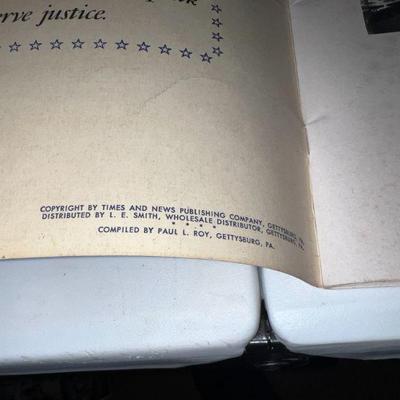 serve justice.
COPYRIGHT BY TIMES AND NEWS PUBLISHING COMPANY, GETTYSBURG, PA.
DISTRIBUTED BY L. E. SMITH, WHOLESALE DISTRIBUTOR, GETTYSBURG, PA.
* * * *
COMPILED BY PAUL L. ROY, GETTYSBURG, PA.